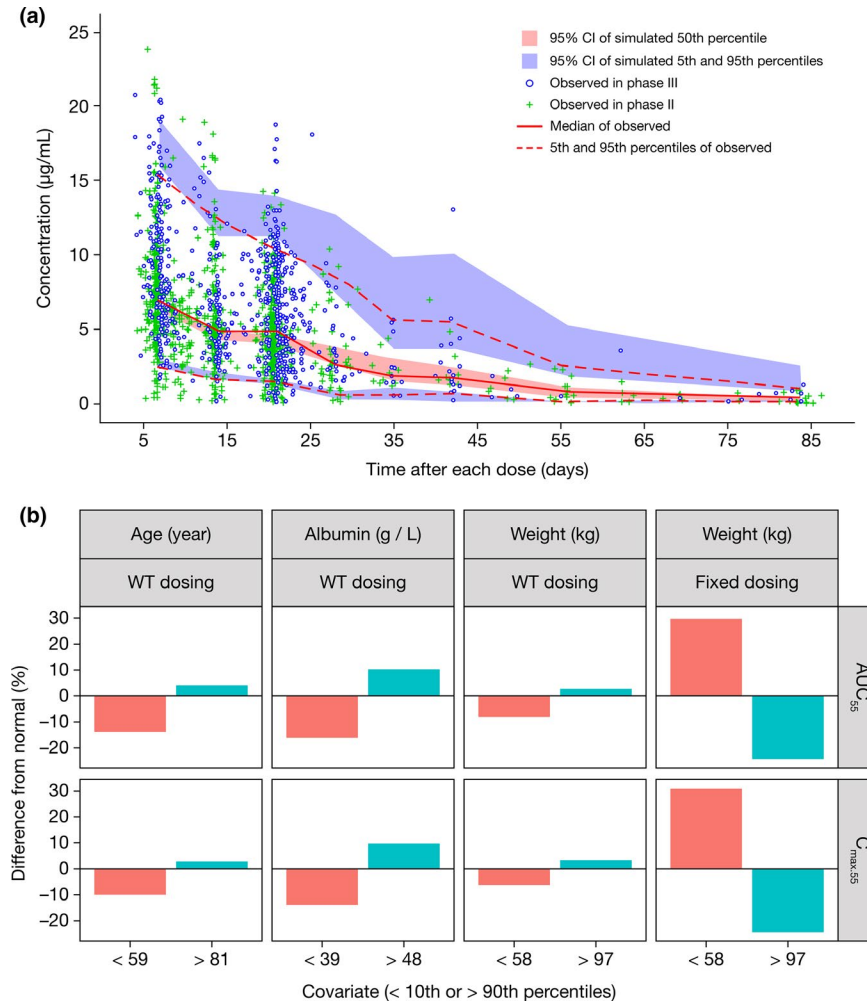 (a)
25
20
15
10
5
0
Concentration (µg/mL)
95% CI of simulated 50th percentile
95% CI of simulated 5th and 95th percentiles
Observed in phase III
Observed in phase II
Median of observed
5th and 95th percentiles of observed
5 15 25 35 45 55 65 75 85
Time after each dose (days)
(b)
Age (year) Albumin (g / L) Weight (kg) Weight (kg)
WT dosing WT dosing WT dosing Fixed dosing
30
20
10
0
−10
−20
AUC55
30
20
10
0
−10
−20
Cmax.55
Difference from normal (%)
< 59 > 81 < 39 > 48 < 58 > 97 < 58 > 97
Covariate (< 10th or > 90th percentiles)